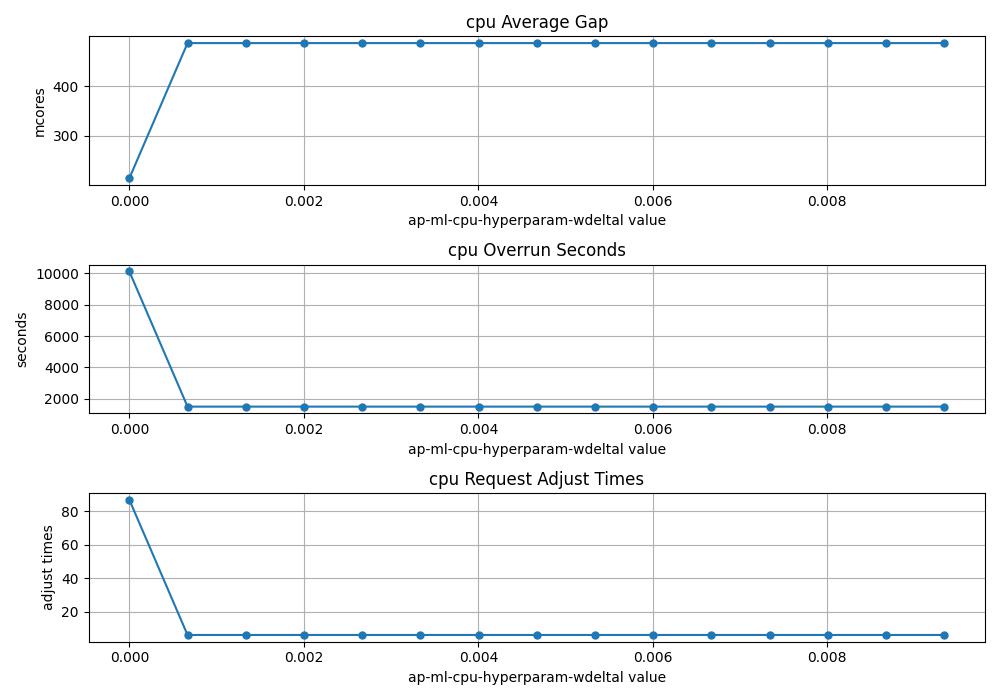 cpu Average Gap
mcores
400
300
0.000 0.002 0.004 0.006 0.008
ap-ml-cpu-hyperparam-wdeltal value
cpu Overrun Seconds
seconds
10000
8000
6000
4000
2000
0.000 0.002 0.004 0.006 0.008
ap-ml-cpu-hyperparam-wdeltal value
cpu Request Adjust Times
adjust times
80
60
40
20
0.000 0.002 0.004 0.006 0.008
ap-ml-cpu-hyperparam-wdeltal value